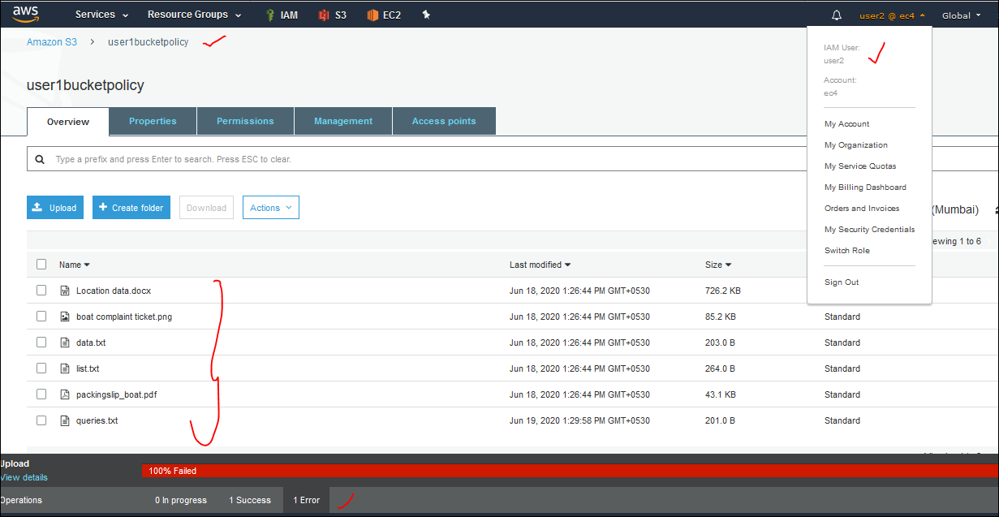 aws Services Resource Groups IAM S3 EC2 user2 @ ec4 Global
Amazon S3 > user1bucketpolicy
IAM User:
user2
Account:
ec4
My Account
My Organization
My Service Quotas
My Billing Dashboard
Orders and Invoices
My Security Credentials
Switch Role
Sign Out
user1bucketpolicy
Overview Properties Permissions Management Access points
Type a prefix and press Enter to search. Press ESC to clear.
Upload Create folder Download Actions (Mumbai)
ewing 1 to 6
Name Last modified Size
Location data.docx Jun 18, 2020 1:26:44 PM GMT+0530 726.2 KB
boat complaint ticket.png Jun 18, 2020 1:26:44 PM GMT+0530 85.2 KB Standard
data.txt Jun 18, 2020 1:26:44 PM GMT+0530 203.0 B Standard
list.txt Jun 18, 2020 1:26:44 PM GMT+0530 264.0 B Standard
packingslip_boat.pdf Jun 18, 2020 1:26:44 PM GMT+0530 43.1 KB Standard
queries.txt Jun 19, 2020 1:29:58 PM GMT+0530 201.0 B Standard
Upload
100% Failed
View details
Operations 0 In progress 1 Success 1 Error